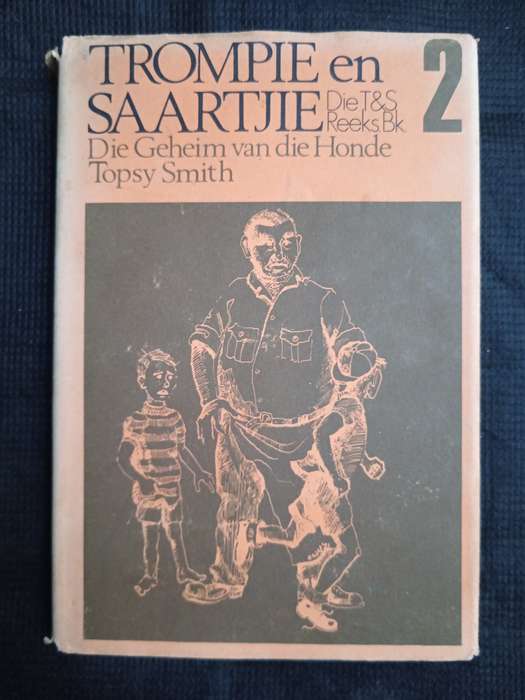 TROMPIE en
SAARTJIE
Die T&S
Reeks. Bk.
2
Die Geheim van die Honde
Topsy Smith